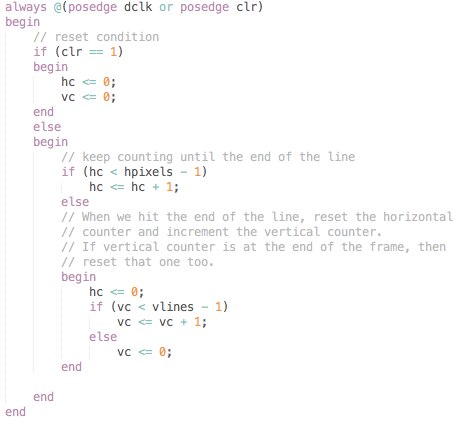 always @(posedge dclk or posedge clr)
begin
    // reset condition
    if (clr == 1)
    begin
        hc <= 0;
        vc <= 0;
    end
    else
    begin
        // keep counting until the end of the line
        if (hc < hpixels - 1)
            hc <= hc + 1;
        else
        // When we hit the end of the line, reset the horizontal
        // counter and increment the vertical counter.
        // If vertical counter is at the end of the frame, then
        // reset that one too.
        begin
            hc <= 0;
            if (vc < vlines - 1)
                vc <= vc + 1;
            else
                vc <= 0;
        end
    end
end